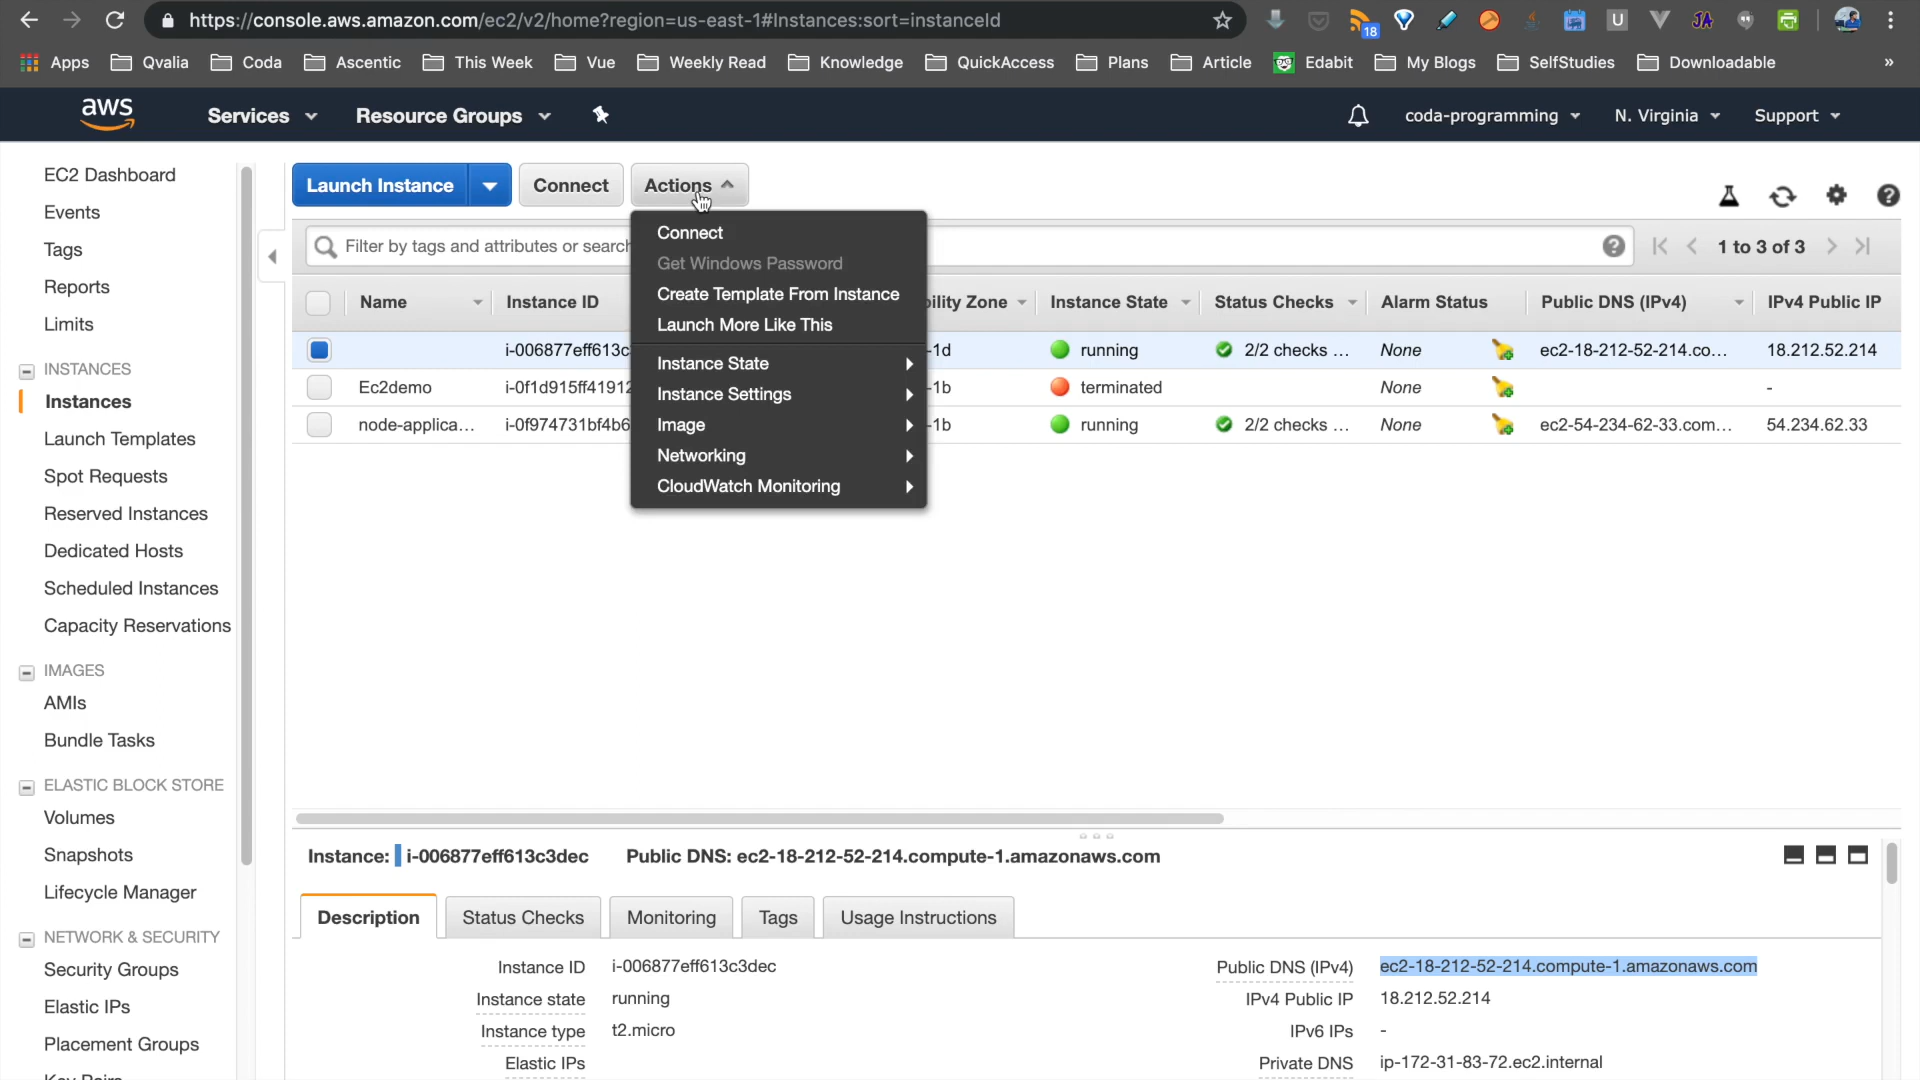 https://console.aws.amazon.com/ec2/v2/home?region=us-east-1#Instances:sort=instanceId
18
U
JA
Apps Qvalia Coda Ascentic This Week Vue Weekly Read Knowledge QuickAccess Plans Article Edabit My Blogs SelfStudies Downloadable »
aws Services Resource Groups coda-programming N. Virginia Support
EC2 Dashboard
Events
Tags
Reports
Limits
INSTANCES
Instances
Launch Templates
Spot Requests
Reserved Instances
Dedicated Hosts
Scheduled Instances
Capacity Reservations
IMAGES
AMIs
Bundle Tasks
ELASTIC BLOCK STORE
Volumes
Snapshots
Lifecycle Manager
NETWORK & SECURITY
Security Groups
Elastic IPs
Placement Groups
Launch Instance Connect Actions
Connect
Get Windows Password
Create Template From Instance
Launch More Like This
Instance State
Instance Settings
Image
Networking
CloudWatch Monitoring
Filter by tags and attributes or search 1 to 3 of 3
Name Instance ID bility Zone Instance State Status Checks Alarm Status Public DNS (IPv4) IPv4 Public IP
i-006877eff613c -1d running 2/2 checks ... None ec2-18-212-52-214.co... 18.212.52.214
Ec2demo i-0f1d915ff41912 -1b terminated None -
node-applica... i-0f974731bf4b6 -1b running 2/2 checks ... None ec2-54-234-62-33.com... 54.234.62.33
Instance: i-006877eff613c3dec Public DNS: ec2-18-212-52-214.compute-1.amazonaws.com
Description Status Checks Monitoring Tags Usage Instructions
Instance ID i-006877eff613c3dec Public DNS (IPv4) ec2-18-212-52-214.compute-1.amazonaws.com
Instance state running IPv4 Public IP 18.212.52.214
Instance type t2.micro IPv6 IPs -
Elastic IPs Private DNS ip-172-31-83-72.ec2.internal